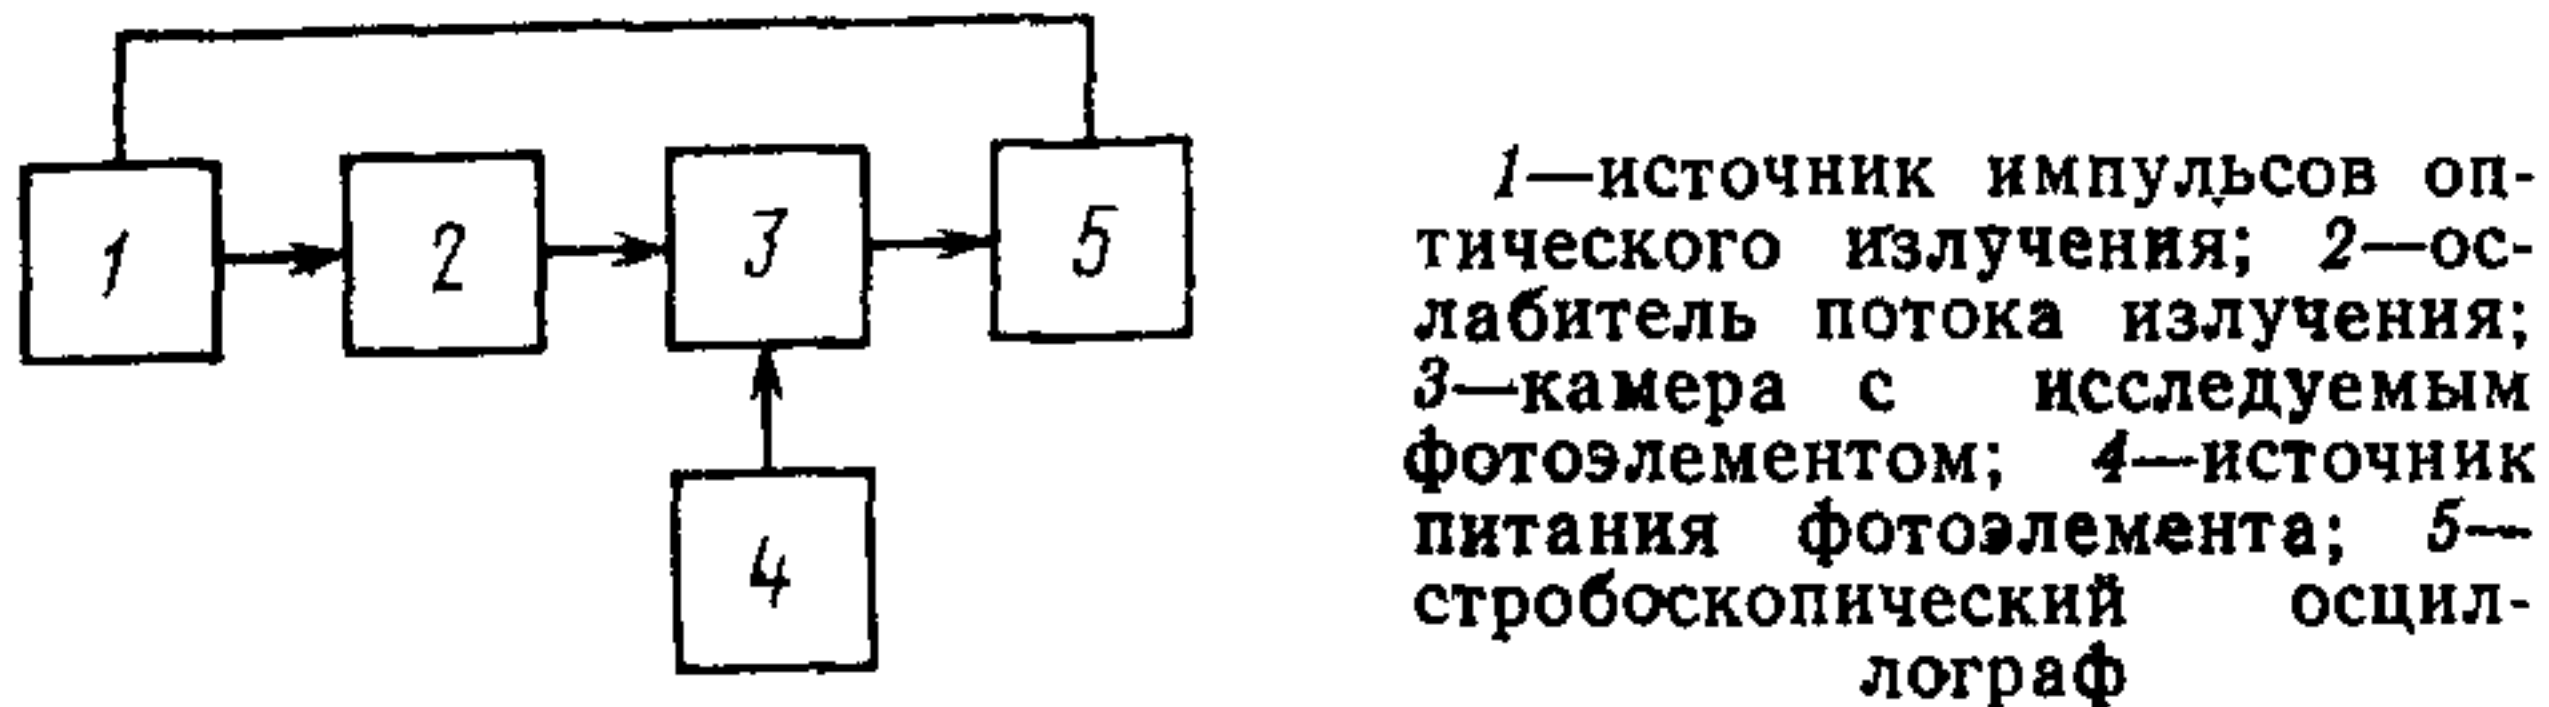 1
2
3
5
4
1—источник импульсов оп-
тического излучения; 2—ос-
лабитель потока излучения;
3—камера с исследуемым
фотоэлементом; 4—источник
питания фотоэлемента; 5—
стробоскопический осцил-
лограф